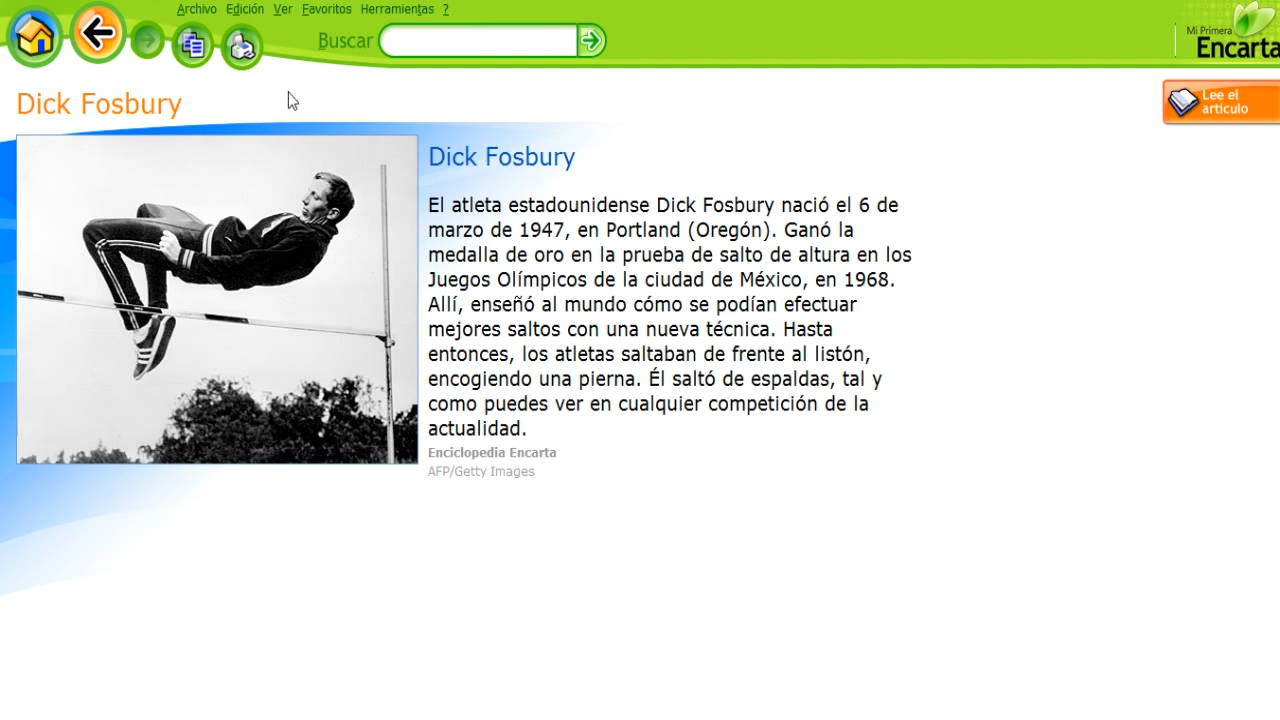 Archivo Edición Ver Favoritos Herramientas ?
Buscar
Mi Primera
Encarta
Dick Fosbury
Lee el
artículo
Dick Fosbury
El atleta estadounidense Dick Fosbury nació el 6 de
marzo de 1947, en Portland (Oregón). Ganó la
medalla de oro en la prueba de salto de altura en los
Juegos Olímpicos de la ciudad de México, en 1968.
Allí, enseñó al mundo cómo se podían efectuar
mejores saltos con una nueva técnica. Hasta
entonces, los atletas saltaban de frente al listón,
encogiendo una pierna. Él saltó de espaldas, tal y
como puedes ver en cualquier competición de la
actualidad.
Enciclopedia Encarta
AFP/Getty Images